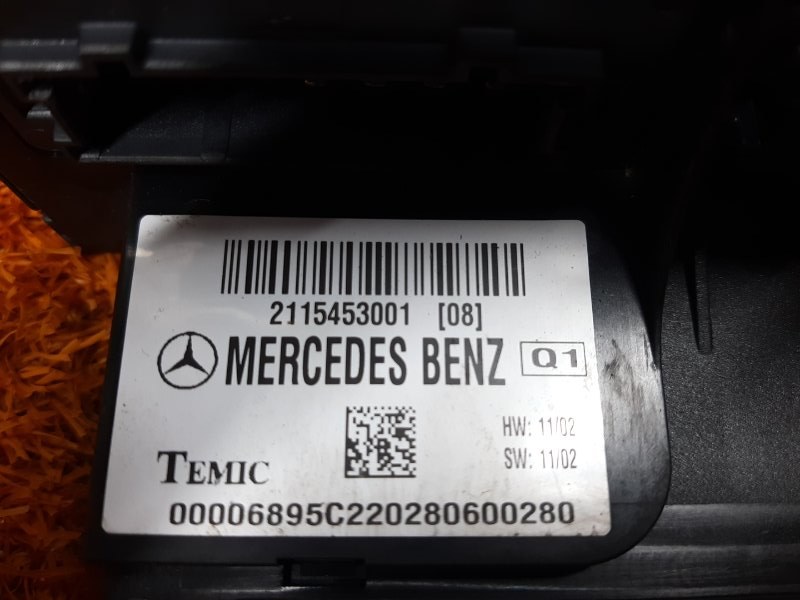 2115453001 [08]
MERCEDES BENZ Q1
HW: 11/02
SW: 11/02
TEMIC
00006895C220280600280